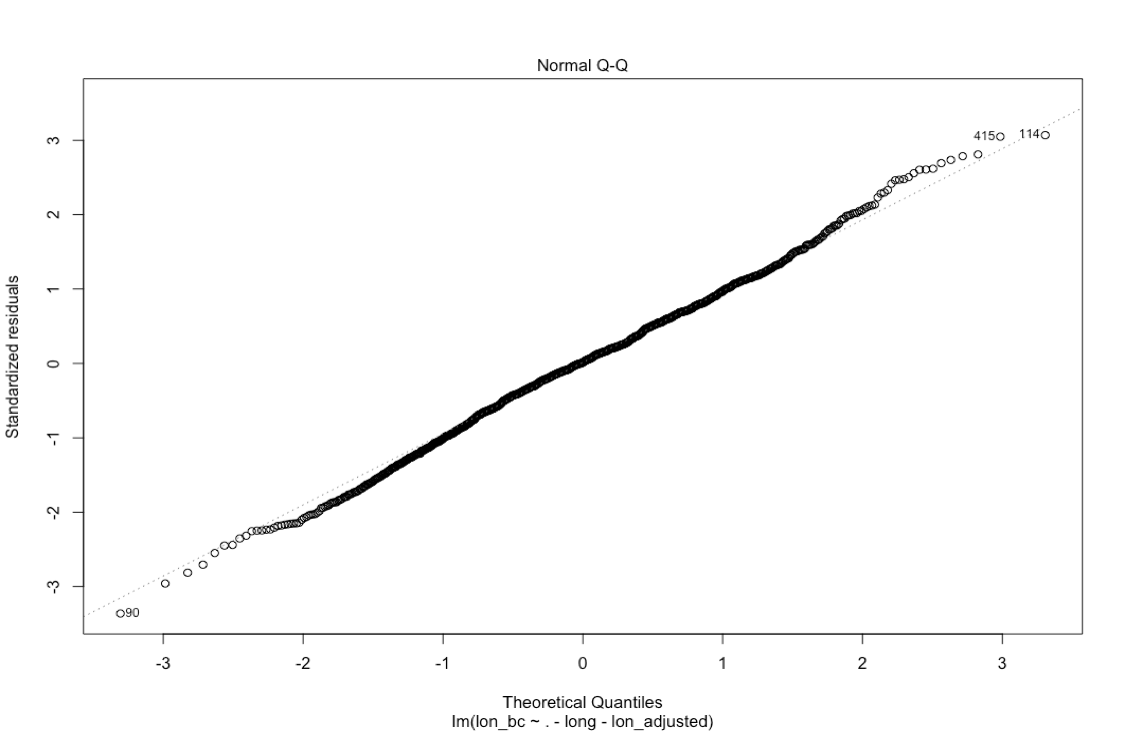 Normal Q-Q
Standardized residuals
3
2
1
0
-1
-2
-3
415
114
90
-3 -2 -1 0 1 2 3
Theoretical Quantiles
lm(lon_bc ~ . - long - lon_adjusted)